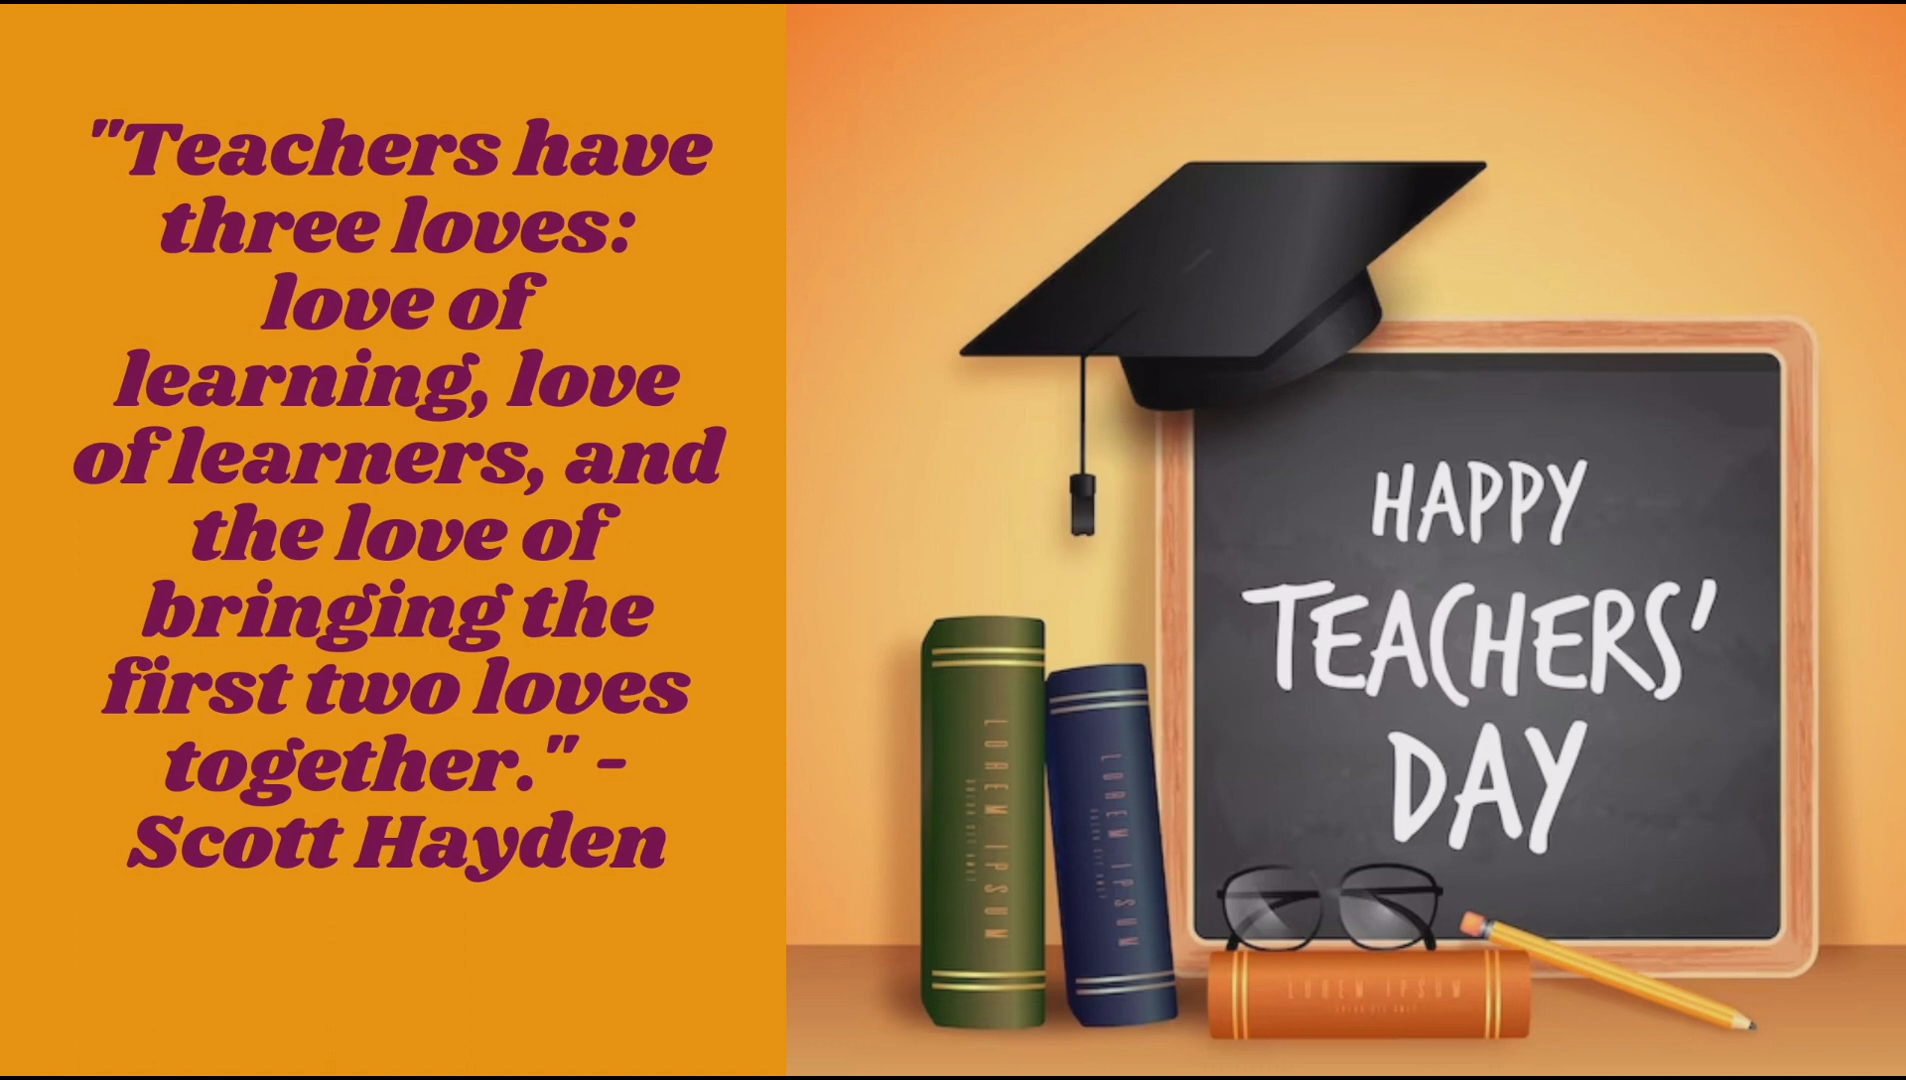 "Teachers have
three loves:
love of
learning, love
of learners, and
the love of
bringing the
first two loves
together." -
Scott Hayden
HAPPY
TEACHERS'
DAY
LOREM IPSUM
LOREM IPSUM
LOREM IPSUM